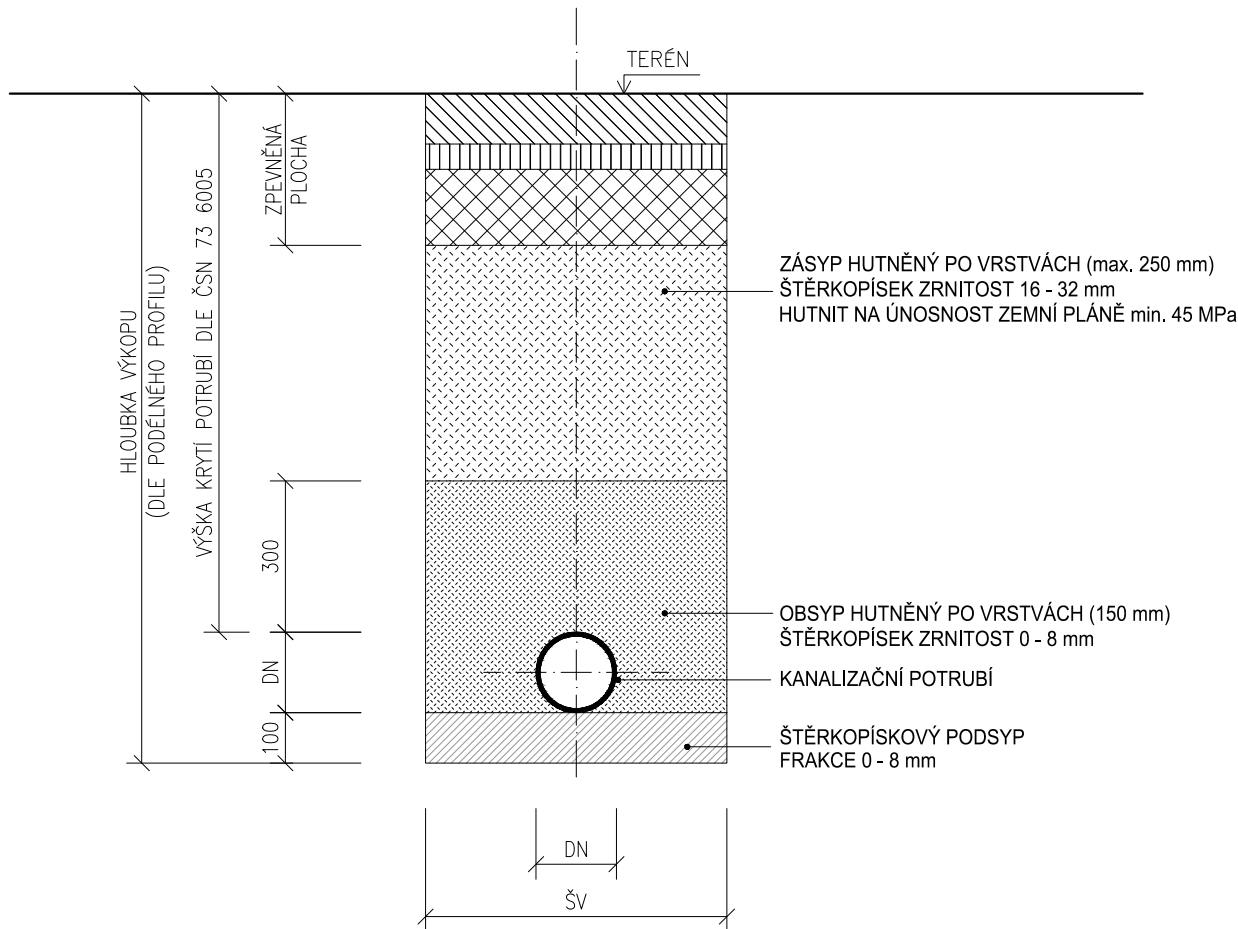 TERÉN
ZPEVNĚNÁ
PLOCHA
HLOUBKA VÝKOPU
(DLE PODÉLNÉHO PROFILU)
VÝŠKA KRYTÍ POTRUBÍ DLE ČSN 73 6005
ZÁSYP HUTNĚNÝ PO VRSTVÁCH (max. 250 mm)
ŠTĚRKOPÍSEK ZRNITOST 16 - 32 mm
HUTNIT NA ÚNOSNOST ZEMNÍ PLÁNĚ min. 45 MPa
300
OBSYP HUTNĚNÝ PO VRSTVÁCH (150 mm)
ŠTĚRKOPÍSEK ZRNITOST 0 - 8 mm
DN
KANALIZAČNÍ POTRUBÍ
100
ŠTĚRKOPÍSKOVÝ PODSYP
FRAKCE 0 - 8 mm
DN
ŠV